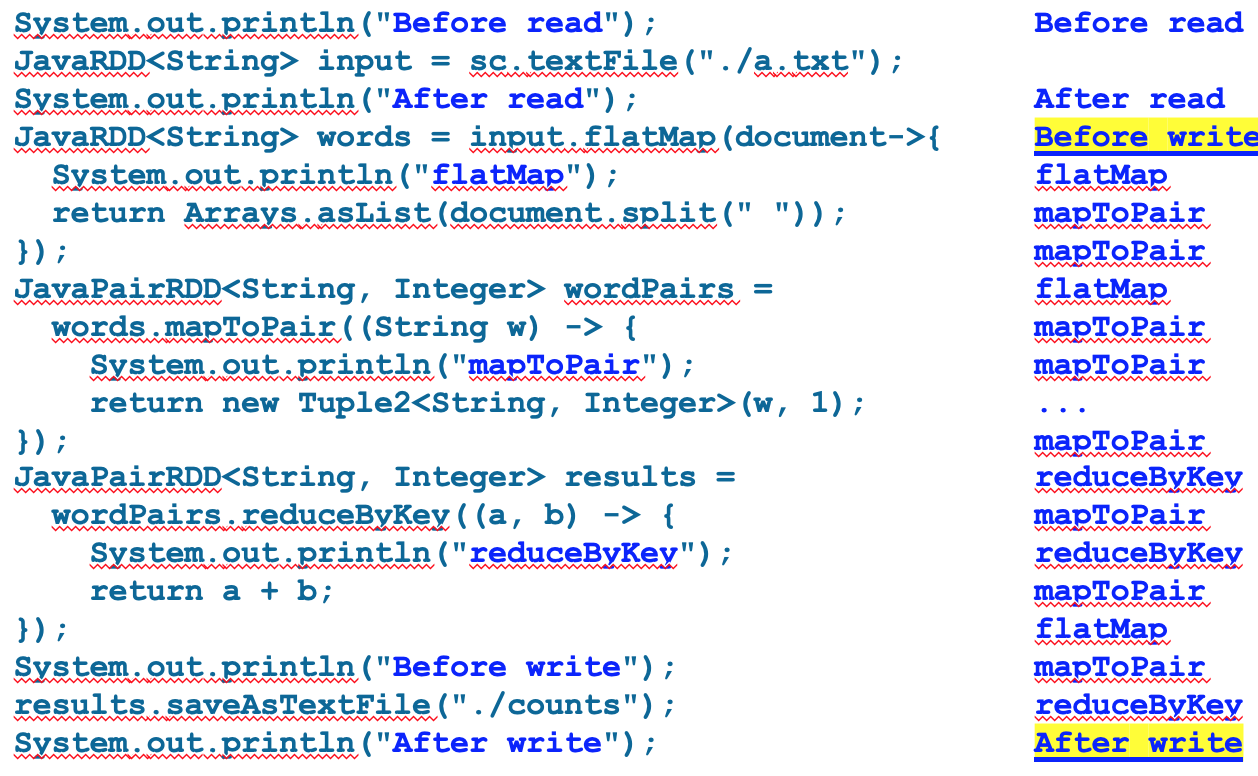 System.out.println("Before read");
JavaRDD<String> input = sc.textFile("./a.txt");
System.out.println("After read");
JavaRDD<String> words = input.flatMap(document->{
  System.out.println("flatMap");
  return Arrays.asList(document.split(" "));
});
JavaPairRDD<String, Integer> wordPairs =
  words.mapToPair((String w) -> {
    System.out.println("mapToPair");
    return new Tuple2<String, Integer>(w, 1);
});
JavaPairRDD<String, Integer> results =
  wordPairs.reduceByKey((a, b) -> {
    System.out.println("reduceByKey");
    return a + b;
});
System.out.println("Before write");
results.saveAsTextFile("./counts");
System.out.println("After write");
Before read
After read
Before write
flatMap
mapToPair
mapToPair
flatMap
mapToPair
mapToPair
...
mapToPair
reduceByKey
mapToPair
reduceByKey
mapToPair
flatMap
mapToPair
reduceByKey
After write